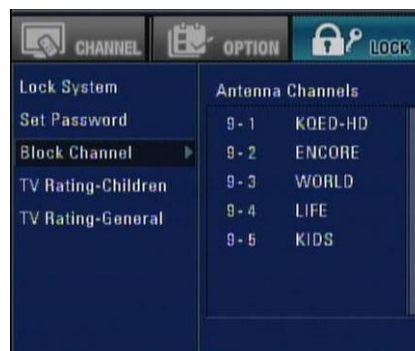 CHANNEL OPTION LOCK
Lock System
Set Password
Block Channel
TV Rating-Children
TV Rating-General
Antenna Channels
9-1 KQED-HD
9-2 ENCORE
9-3 WORLD
9-4 LIFE
9-5 KIDS